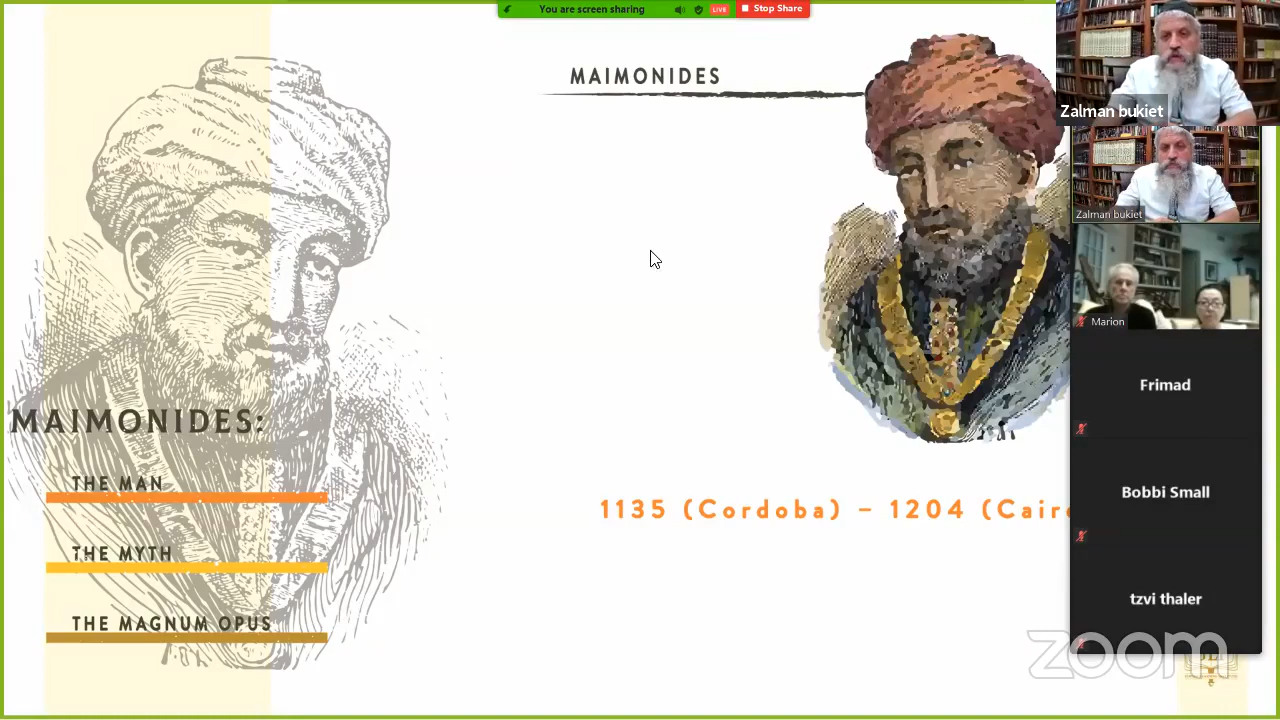 You are screen sharing
LIVE
Stop Share
MAIMONIDES
MAIMONIDES:
THE MAN
THE MYTH
THE MAGNUM OPUS
1135 (Cordoba) – 1204 (Cairo
Zalman bukiet
Zalman bukiet
Marion
Frimad
Bobbi Small
tzvi thaler
zoom